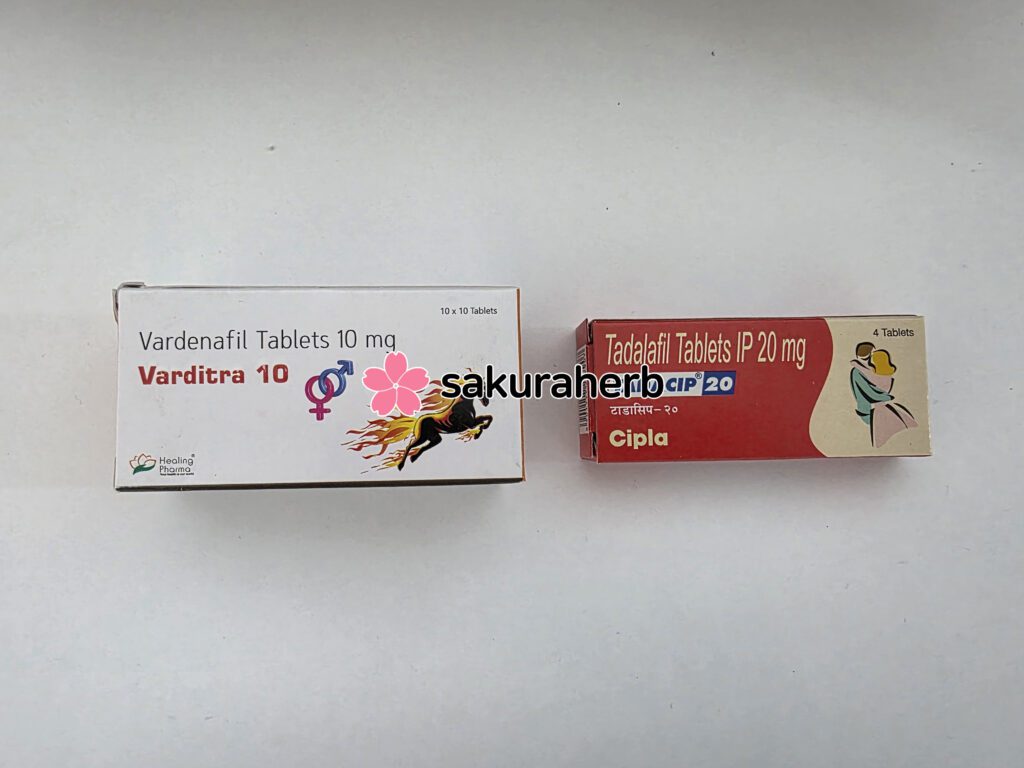 10 x 10 Tablets
Vardenafil Tablets 10 mg
Varditra 10
Healing
Pharma
sakuraherb
4 Tablets
Tadalafil Tablets IP 20 mg
CIP® 20
टाडासिप-२०
Cipla